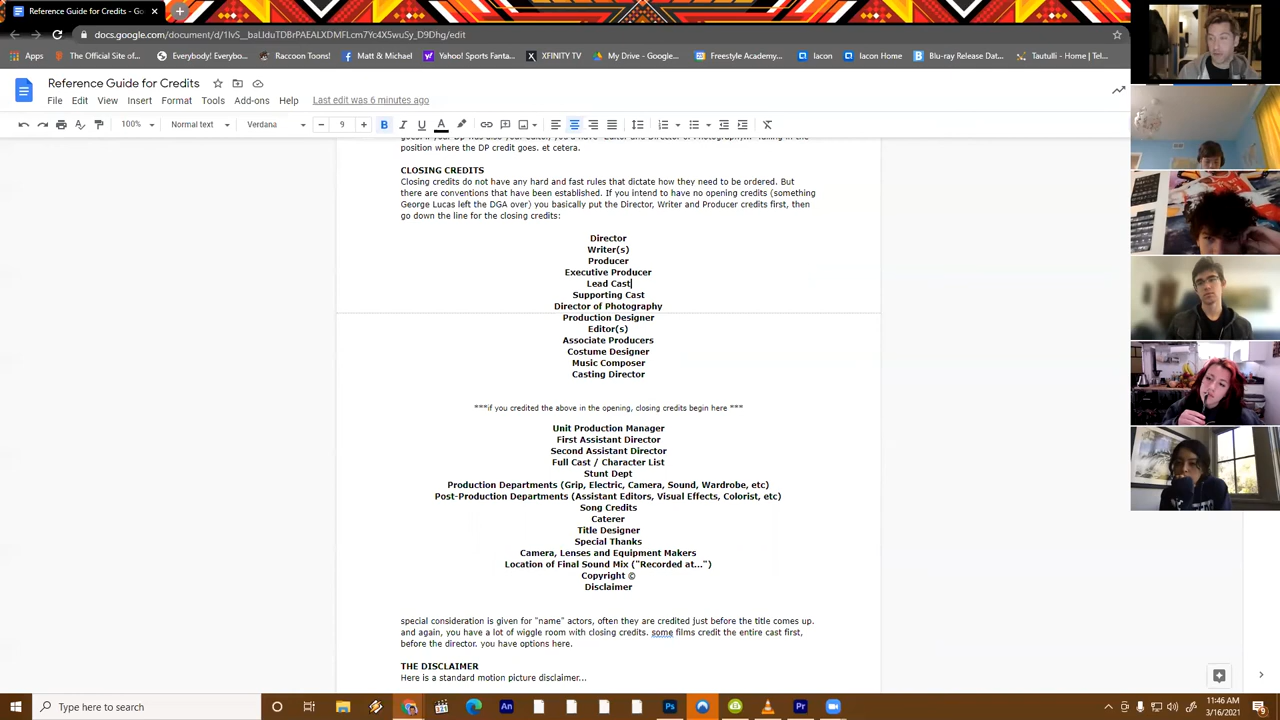 Reference Guide for Credits - Go
docs.google.com/document/d/1IvS__baLIduTDBrPAEALXDMFLcm7Yc4X5wuSy_D9Dhg/edit
Apps
The Official Site of...
Everybody! Everybo...
Raccoon Toons!
Matt & Michael
Yahoo! Sports Fanta...
XFINITY TV
My Drive - Google...
Freestyle Academy...
Iacon
Iacon Home
Blu-ray Release Dat...
Tautulli - Home | Tel...
Reference Guide for Credits
File Edit View Insert Format Tools Add-ons Help Last edit was 6 minutes ago
100% Normal text Verdana 9
position where the DP credit goes. et cetera.
CLOSING CREDITS
Closing credits do not have any hard and fast rules that dictate how they need to be ordered. But
there are conventions that have been established. If you intend to have no opening credits (something
George Lucas left the DGA over) you basically put the Director, Writer and Producer credits first, then
go down the line for the closing credits:
Director
Writer(s)
Producer
Executive Producer
Lead Cast
Supporting Cast
Director of Photography
Production Designer
Editor(s)
Associate Producers
Costume Designer
Music Composer
Casting Director
***if you credited the above in the opening, closing credits begin here ***
Unit Production Manager
First Assistant Director
Second Assistant Director
Full Cast / Character List
Stunt Dept
Production Departments (Grip, Electric, Camera, Sound, Wardrobe, etc)
Post-Production Departments (Assistant Editors, Visual Effects, Colorist, etc)
Song Credits
Caterer
Title Designer
Special Thanks
Camera, Lenses and Equipment Makers
Location of Final Sound Mix ("Recorded at...")
Copyright ©
Disclaimer
special consideration is given for "name" actors, often they are credited just before the title comes up.
and again, you have a lot of wiggle room with closing credits. some films credit the entire cast first,
before the director. you have options here.
THE DISCLAIMER
Here is a standard motion picture disclaimer...
Type here to search
11:46 AM
3/16/2021